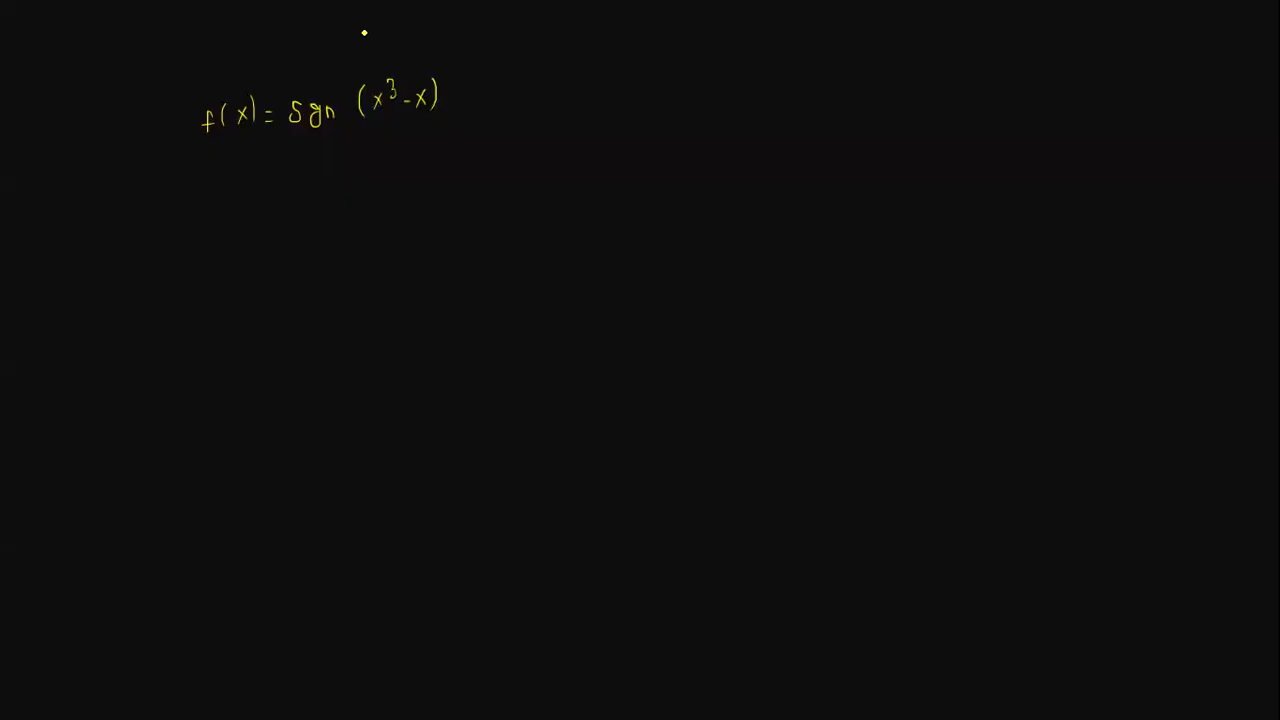 f(x) = sgn (x³-x)